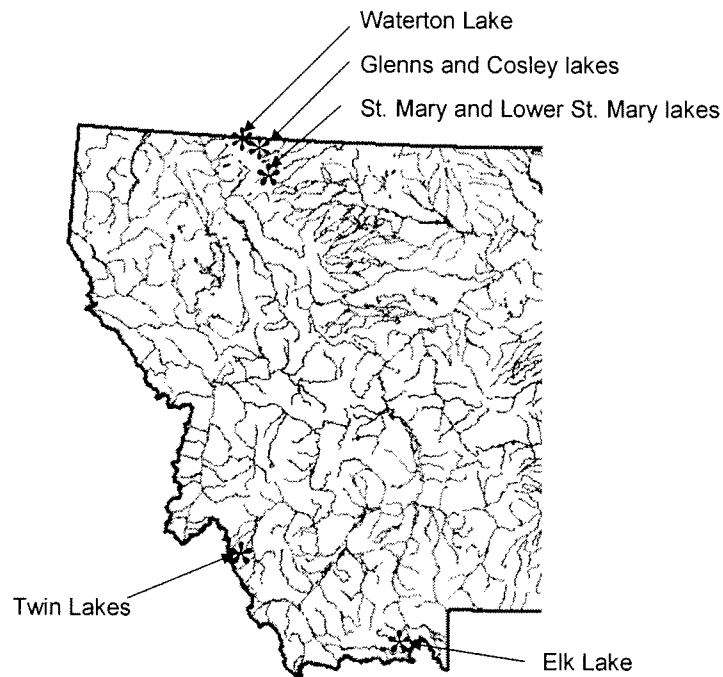 Waterton Lake
Glenns and Cosley lakes
St. Mary and Lower St. Mary lakes
Twin Lakes
Elk Lake